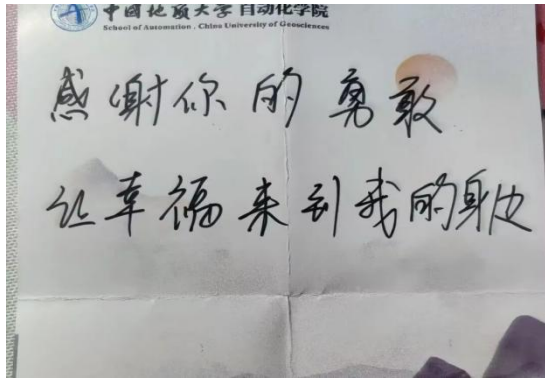 中国地质大学 自动化学院
School of Automation , China University of Geosciences
感谢你的勇敢
让幸福来到我的身边